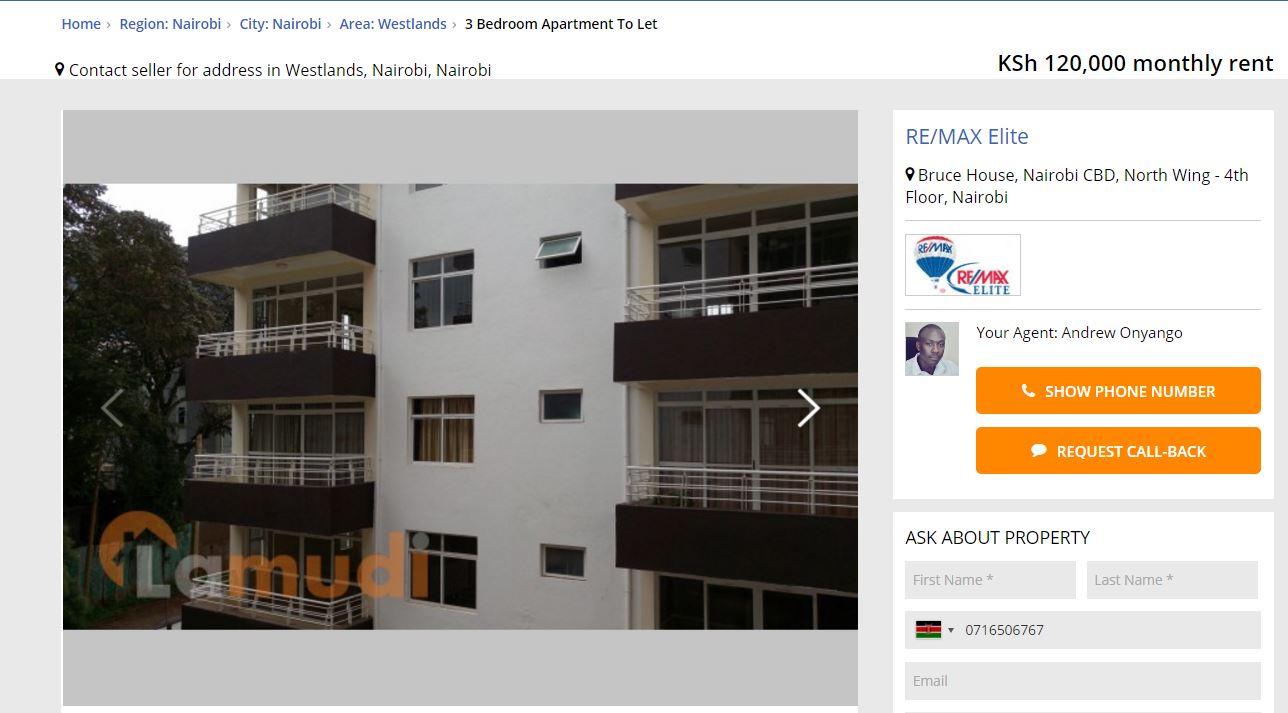 Home › Region: Nairobi › City: Nairobi › Area: Westlands › 3 Bedroom Apartment To Let
Contact seller for address in Westlands, Nairobi, Nairobi
KSh 120,000 monthly rent
Lamudi
RE/MAX Elite
Bruce House, Nairobi CBD, North Wing - 4th
Floor, Nairobi
RE/MAX
RE/MAX
ELITE
Your Agent: Andrew Onyango
SHOW PHONE NUMBER
REQUEST CALL-BACK
ASK ABOUT PROPERTY
First Name * Last Name *
0716506767
Email